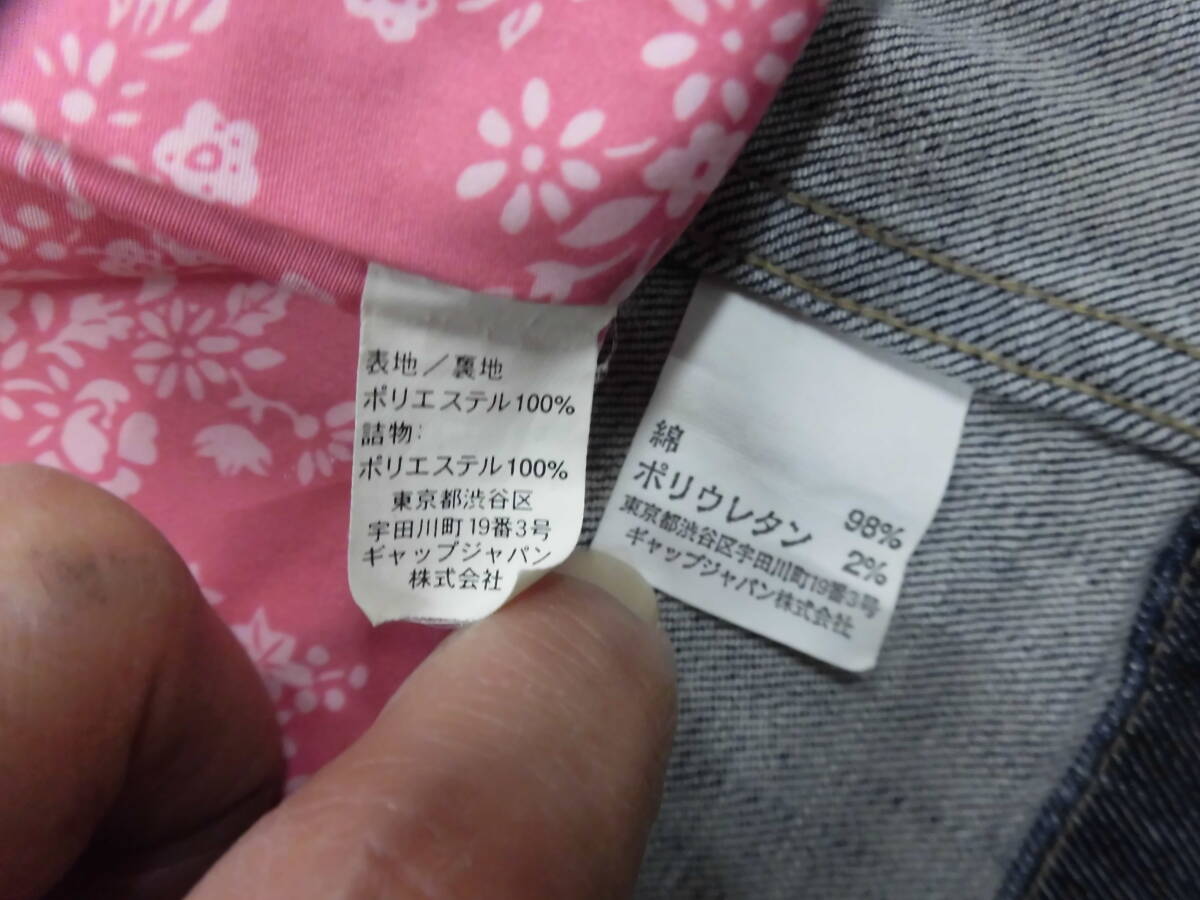 表地／裏地
ポリエステル100%
詰物:
ポリエステル100%
東京都渋谷区
宇田川町19番3号
ギャップジャパン
株式会社
綿 98%
ポリウレタン 2%
東京都渋谷区宇田川町19番3号
ギャップジャパン株式会社